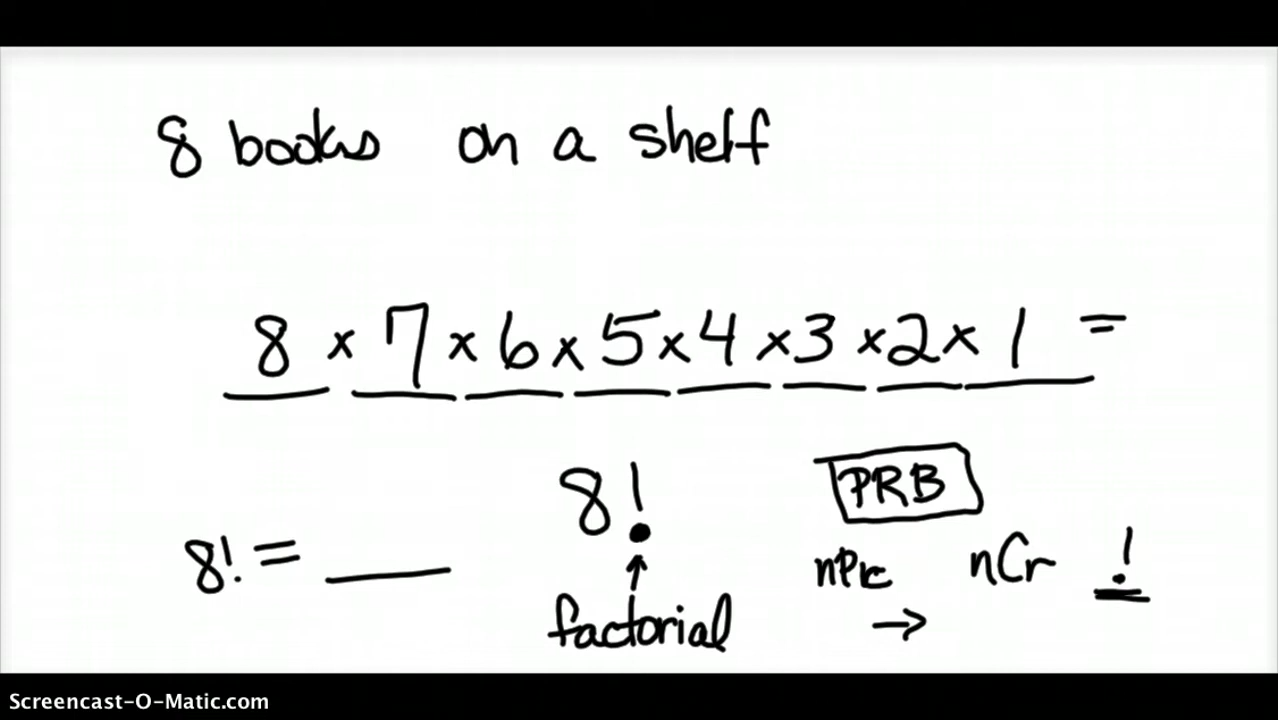 8 books on a shelf
8 × 7 × 6 × 5 × 4 × 3 × 2 × 1 =
8! PRB
8! = ___ nPr nCr !
↑ →
factorial
Screencast-O-Matic.com